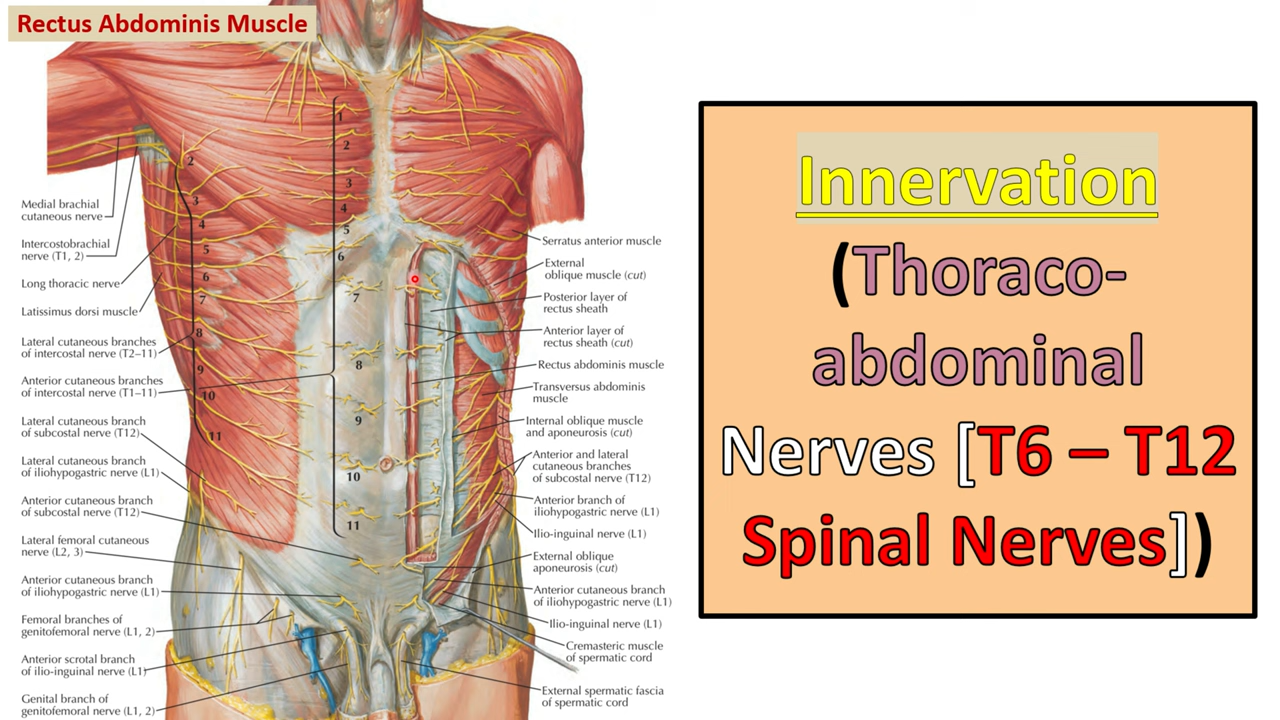 Rectus Abdominis Muscle
Medial brachial
cutaneous nerve
Intercostobrachial
nerve (T1, 2)
Long thoracic nerve
Latissimus dorsi muscle
Lateral cutaneous branches
of intercostal nerve (T2–11)
Anterior cutaneous branches
of intercostal nerve (T1–11)
Lateral cutaneous branch
of subcostal nerve (T12)
Lateral cutaneous branch
of iliohypogastric nerve (L1)
Anterior cutaneous branch
of subcostal nerve (T12)
Lateral femoral cutaneous
nerve (L2, 3)
Anterior cutaneous branch
of iliohypogastric nerve (L1)
Femoral branches of
genitofemoral nerve (L1, 2)
Anterior scrotal branch
of ilio-inguinal nerve (L1)
Genital branch of
genitofemoral nerve (L1, 2)
2
3
4
5
6
7
8
9
10
11
1
2
3
4
5
6
7
8
9
10
11
Serratus anterior muscle
External
oblique muscle (cut)
Posterior layer of
rectus sheath
Anterior layer of
rectus sheath (cut)
Rectus abdominis muscle
Transversus abdominis
muscle
Internal oblique muscle
and aponeurosis (cut)
Anterior and lateral
cutaneous branches
of subcostal nerve (T12)
Anterior branch of
iliohypogastric nerve (L1)
Ilio-inguinal nerve (L1)
External oblique
aponeurosis (cut)
Anterior cutaneous branch
of iliohypogastric nerve (L1)
Ilio-inguinal nerve (L1)
Cremasteric muscle
of spermatic cord
External spermatic fascia
of spermatic cord
Innervation
(Thoraco-
abdominal
Nerves [T6 – T12
Spinal Nerves])